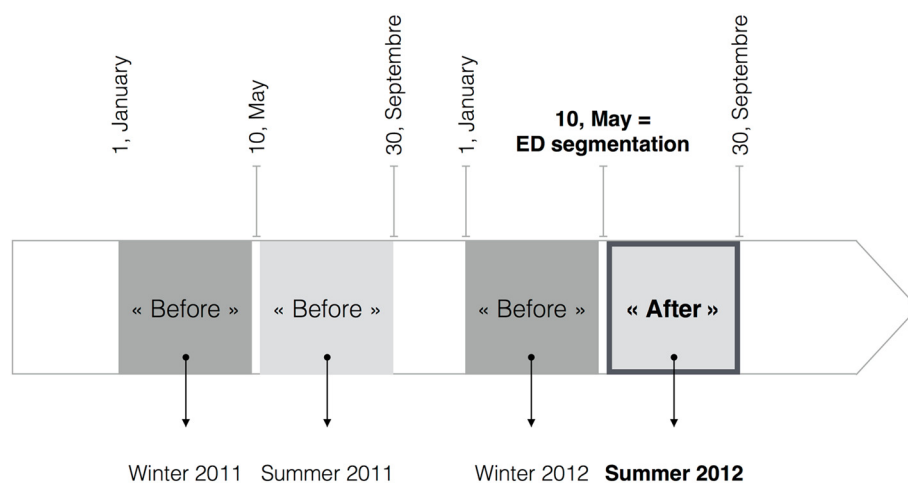 1, January
10, May
30, Septembre
1, January
10, May =
ED segmentation
30, Septembre
« Before »
« Before »
« Before »
« After »
Winter 2011
Summer 2011
Winter 2012
Summer 2012